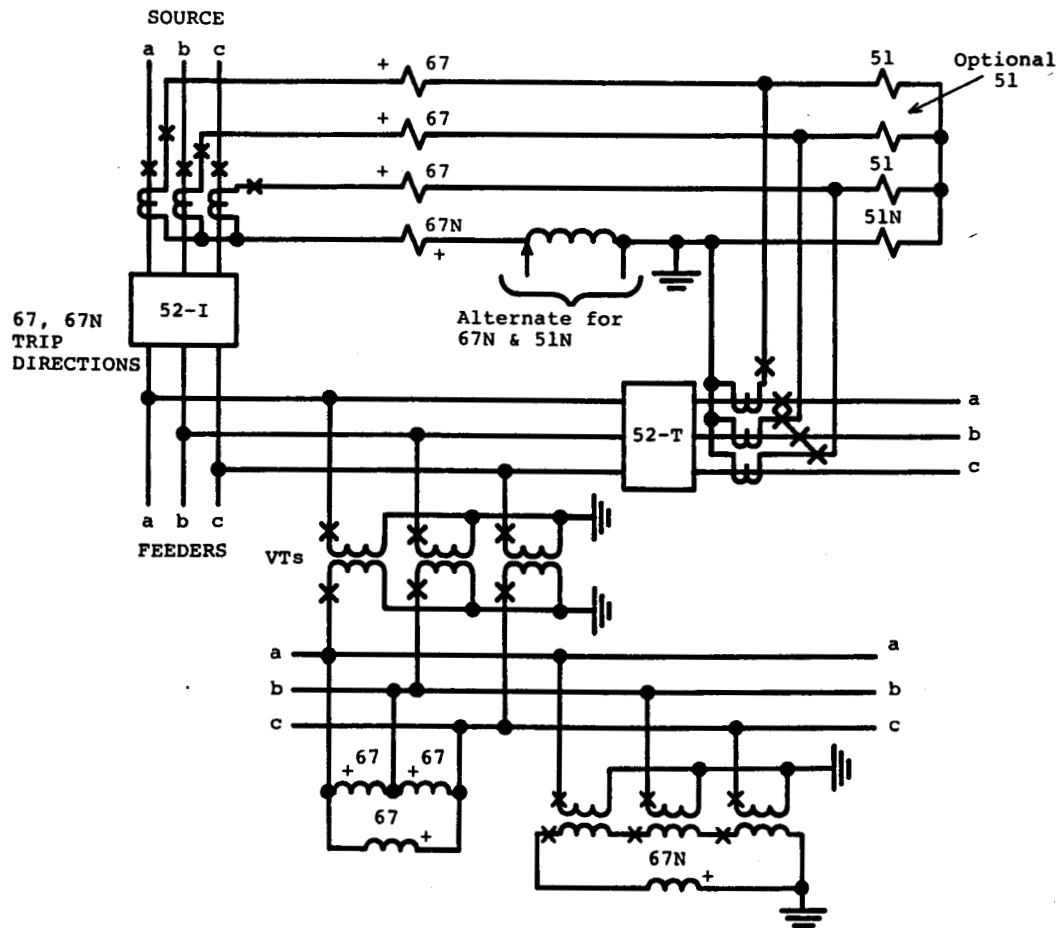 SOURCE
a b c
+ 67
51
Optional
51
+ 67
+ 67
51
67N
+
51N
52-I
67, 67N
TRIP
DIRECTIONS
Alternate for
67N & 51N
52-T
a
b
c
a b c
FEEDERS
VTs
a
a
b
b
c
c
+ 67
+ 67
67
+
67N
+